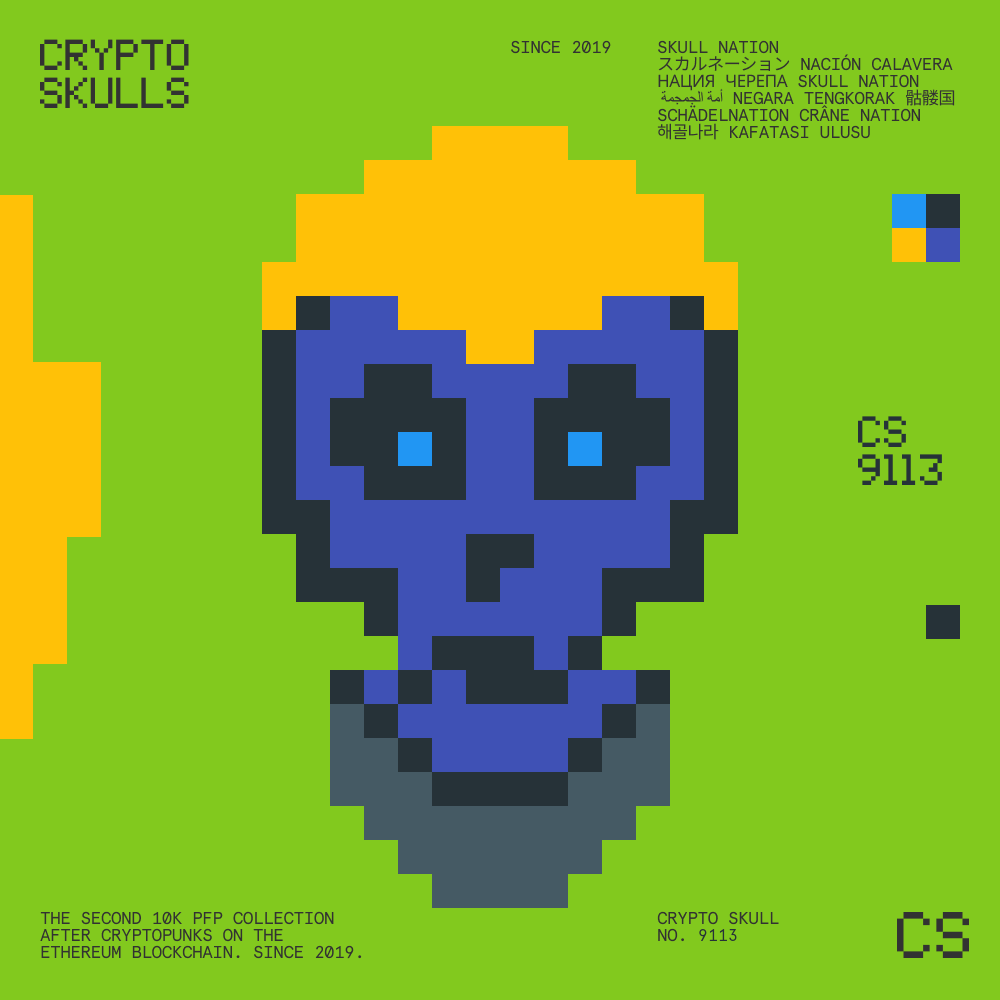 CRYPTO
SKULLS
SINCE 2019
SKULL NATION
スカルネーション NACIÓN CALAVERA
НАЦИЯ ЧЕРЕПА SKULL NATION
أمة الجمجمة NEGARA TENGKORAK 骷髅国
SCHÄDELNATION CRÂNE NATION
해골나라 KAFATASI ULUSU
CS
9113
THE SECOND 10K PFP COLLECTION
AFTER CRYPTOPUNKS ON THE
ETHEREUM BLOCKCHAIN. SINCE 2019.
CRYPTO SKULL
NO. 9113
CS